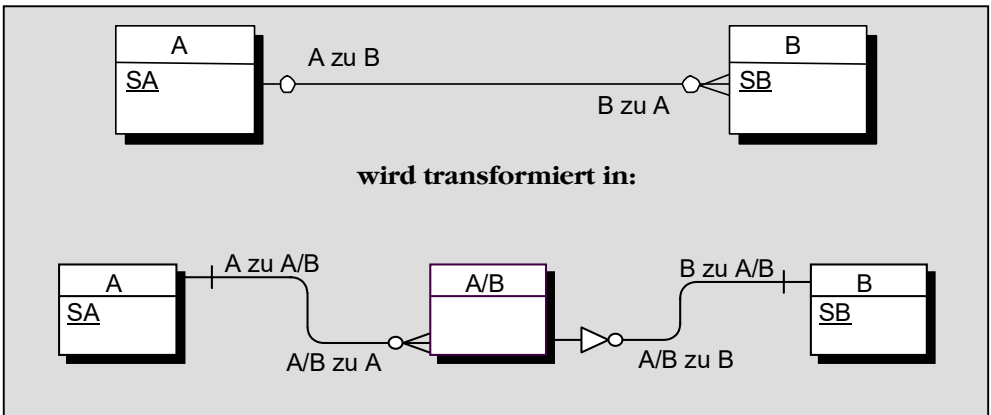 A
SA
A zu B
B zu A
B
SB
wird transformiert in:
A
SA
A zu A/B
A/B zu A
A/B
B zu A/B
A/B zu B
B
SB